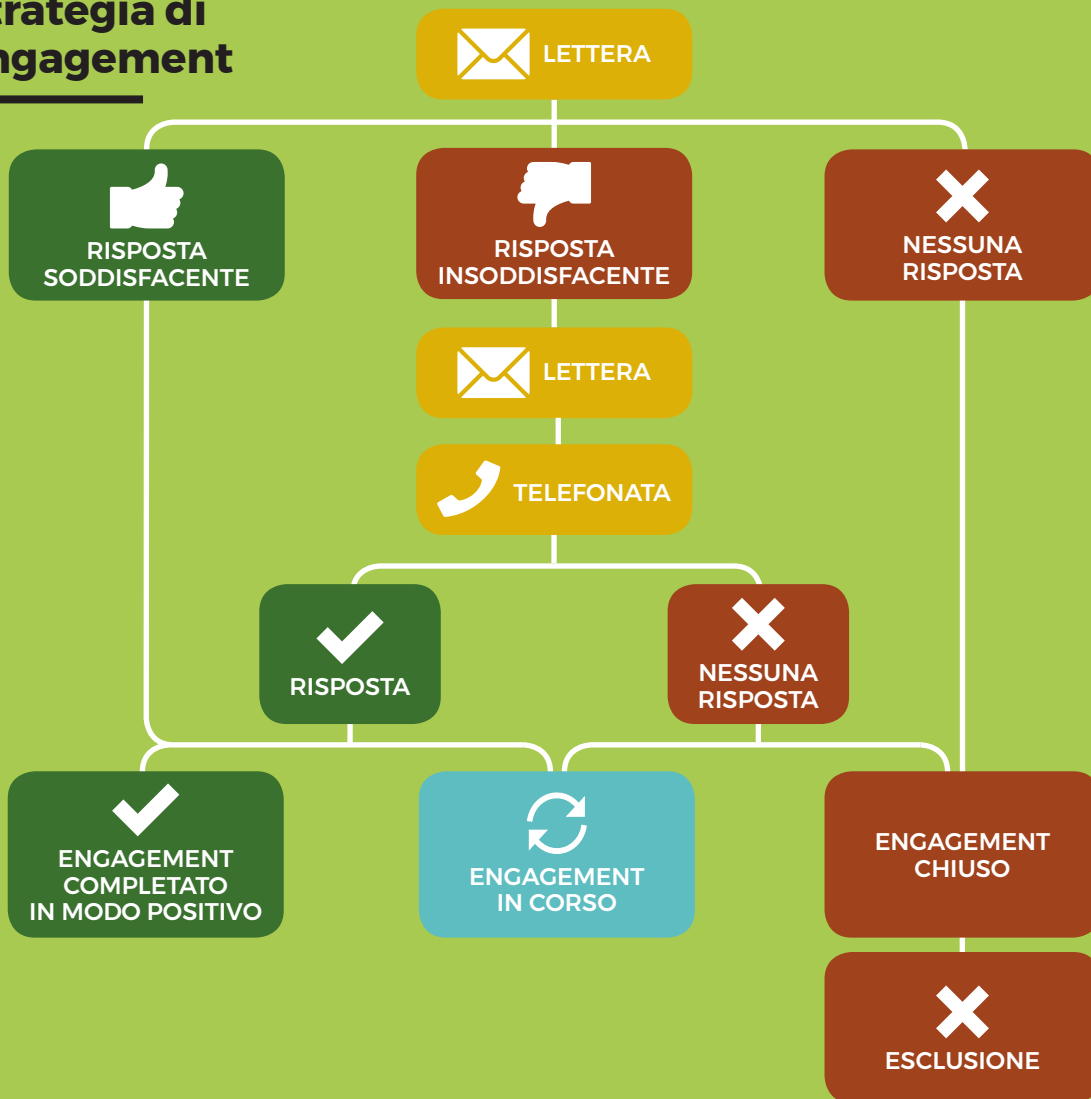 trategia di
ngagement
LETTERA
RISPOSTA
SODDISFACENTE
RISPOSTA
INSODDISFACENTE
NESSUNA
RISPOSTA
LETTERA
TELEFONATA
RISPOSTA
NESSUNA
RISPOSTA
ENGAGEMENT
COMPLETATO
IN MODO POSITIVO
ENGAGEMENT
IN CORSO
ENGAGEMENT
CHIUSO
ESCLUSIONE